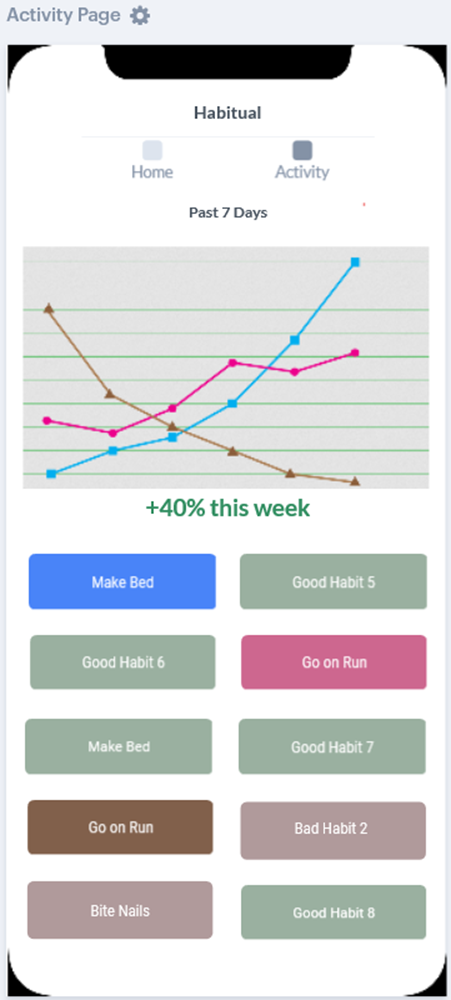 Activity Page
Habitual
Home Activity
Past 7 Days
+40% this week
Make Bed Good Habit 5
Good Habit 6 Go on Run
Make Bed Good Habit 7
Go on Run Bad Habit 2
Bite Nails Good Habit 8